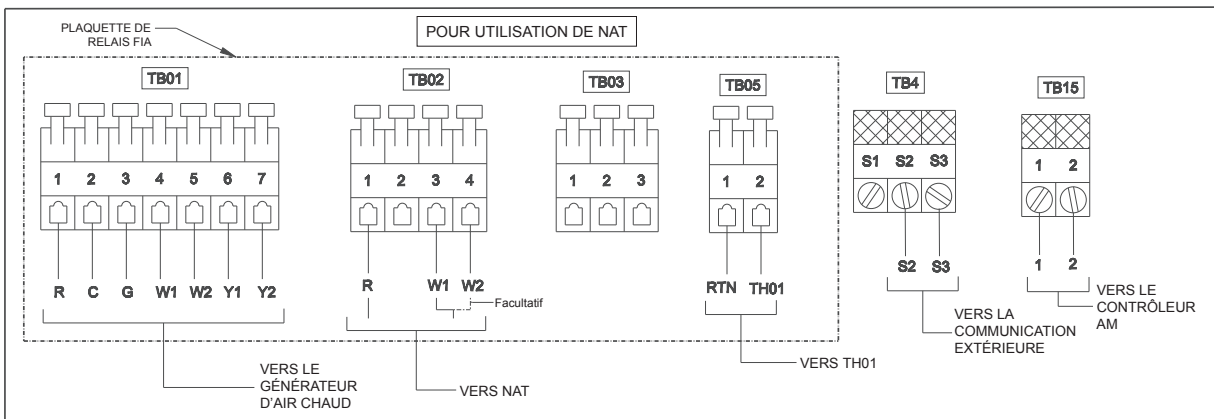 PLAQUETTE DE
RELAIS FIA
POUR UTILISATION DE NAT
TB01
TB02
TB03
TB05
TB4
TB15
1 2 3 4 5 6 7
1 2 3 4
1 2 3
1 2
S1 S2 S3
1 2
R C G W1 W2 Y1 Y2
R W1 W2
Facultatif
RTN TH01
S2 S3
1 2
VERS LE
GÉNÉRATEUR
D'AIR CHAUD
VERS NAT
VERS TH01
VERS LA
COMMUNICATION
EXTÉRIEURE
VERS LE
CONTRÔLEUR
AM